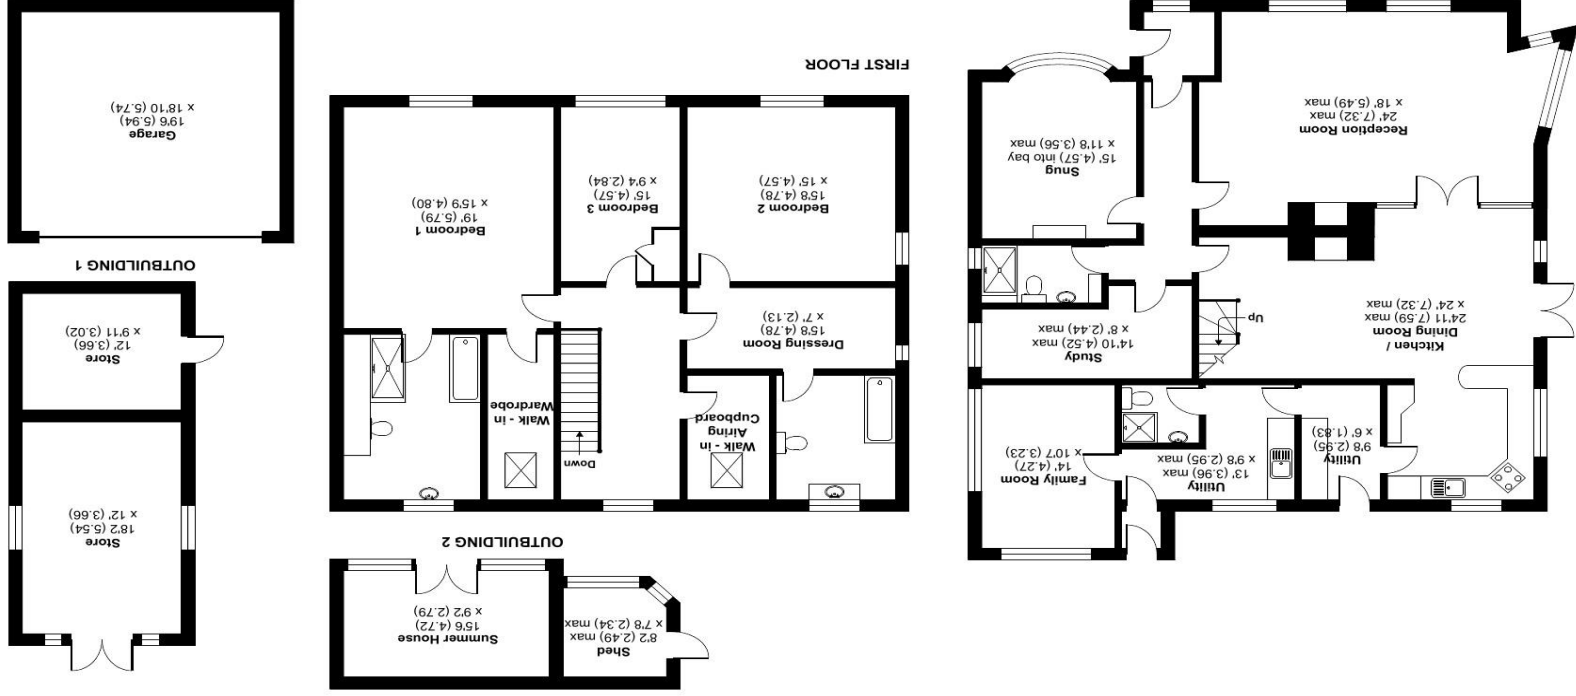 Utility
9'8 (2.95)
x 6' (1.83)
Utility
13' (3.96) max
x 9'8 (2.95) max
Family Room
14' (4.27)
x 10'7 (3.23)
Kitchen /
Dining Room
24'11 (7.59) max
x 24' (7.32) max
Up
Study
14'10 (4.52) max
x 8' (2.44) max
Reception Room
24' (7.32) max
x 18' (5.49) max
Snug
15' (4.57) into bay
x 11'8 (3.56) max
Shed
8'2 (2.49) max
x 7'8 (2.34) max
Summer House
15'6 (4.72)
x 9'2 (2.79)
OUTBUILDING 2
Down
Walk - in
Airing
Cupboard
Walk - in
Wardrobe
Dressing Room
15'8 (4.78)
x 7' (2.13)
Bedroom 2
15'8 (4.78)
x 15' (4.57)
Bedroom 3
15' (4.57)
x 9'4 (2.84)
Bedroom 1
19' (5.79)
x 15'9 (4.80)
FIRST FLOOR
Store
18'2 (5.54)
x 12' (3.66)
Store
12' (3.66)
x 9'11 (3.02)
OUTBUILDING 1
Garage
19'6 (5.94)
x 18'10 (5.74)